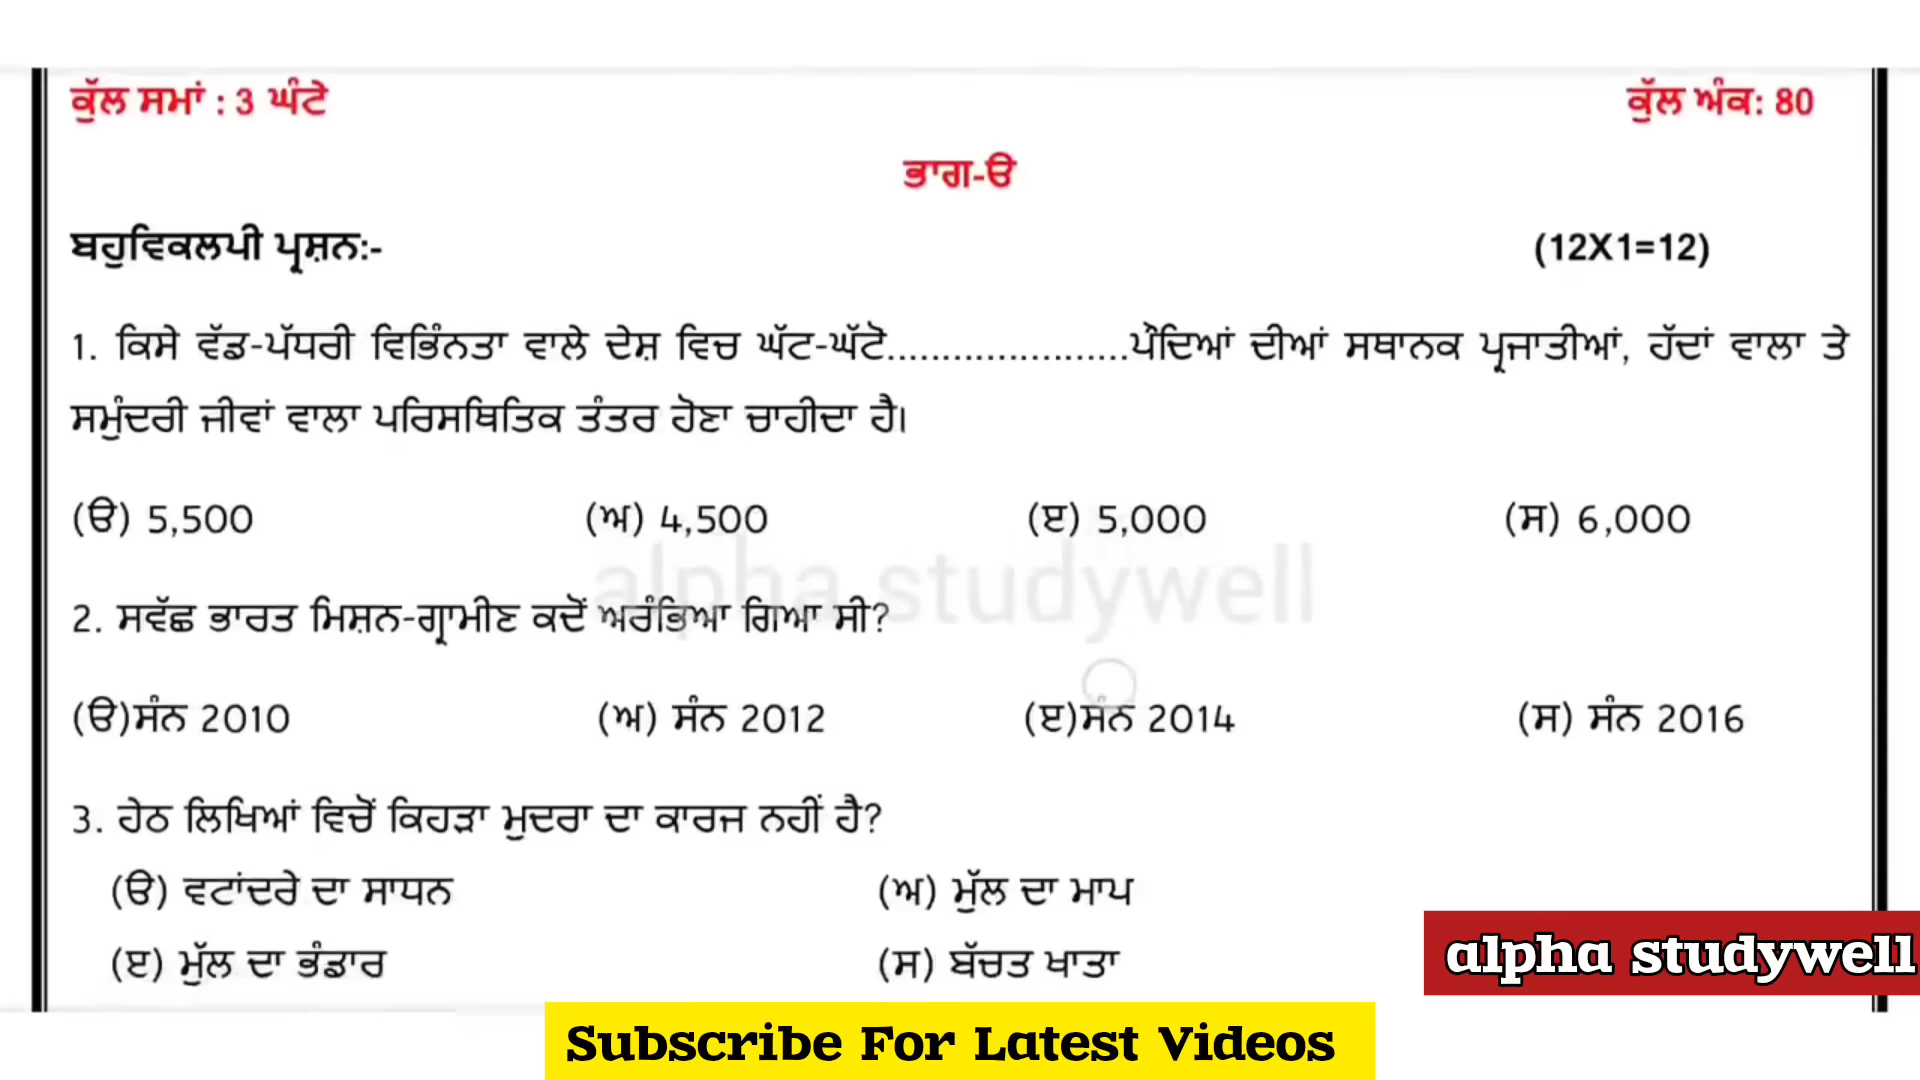 ਕੁੱਲ ਸਮਾਂ : 3 ਘੰਟੇ ਕੁੱਲ ਅੰਕ: 80
ਭਾਗ-ੳ
ਬਹੁਵਿਕਲਪੀ ਪ੍ਰਸ਼ਨ:- (12X1=12)
1. ਕਿਸੇ ਵੱਡ-ਪੱਧਰੀ ਵਿਭਿੰਨਤਾ ਵਾਲੇ ਦੇਸ਼ ਵਿਚ ਘੱਟ-ਘੱਟੋ......................ਪੌਦਿਆਂ ਦੀਆਂ ਸਥਾਨਕ ਪ੍ਰਜਾਤੀਆਂ, ਹੱਦਾਂ ਵਾਲਾ ਤੇ
ਸਮੁੰਦਰੀ ਜੀਵਾਂ ਵਾਲਾ ਪਰਿਸਥਿਤਿਕ ਤੰਤਰ ਹੋਣਾ ਚਾਹੀਦਾ ਹੈ।
(ੳ) 5,500 (ਅ) 4,500 (ੲ) 5,000 (ਸ) 6,000
alpha studywell
2. ਸਵੱਛ ਭਾਰਤ ਮਿਸ਼ਨ-ਗ੍ਰਾਮੀਣ ਕਦੋਂ ਅਰੰਭਿਆ ਗਿਆ ਸੀ?
(ੳ)ਸੰਨ 2010 (ਅ) ਸੰਨ 2012 (ੲ)ਸੰਨ 2014 (ਸ) ਸੰਨ 2016
3. ਹੇਠ ਲਿਖਿਆਂ ਵਿਚੋਂ ਕਿਹੜਾ ਮੁਦਰਾ ਦਾ ਕਾਰਜ ਨਹੀਂ ਹੈ?
(ੳ) ਵਟਾਂਦਰੇ ਦਾ ਸਾਧਨ (ਅ) ਮੁੱਲ ਦਾ ਮਾਪ
(ੲ) ਮੁੱਲ ਦਾ ਭੰਡਾਰ (ਸ) ਬੱਚਤ ਖਾਤਾ
alpha studywell
Subscribe For Latest Videos